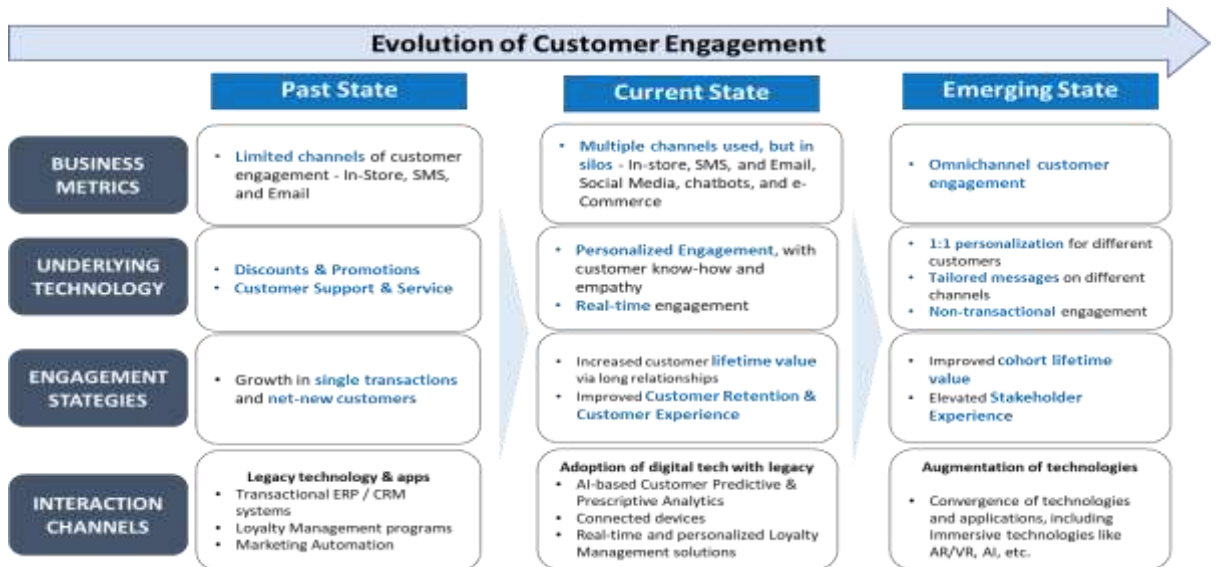 Evolution of Customer Engagement
Past State
Current State
Emerging State
BUSINESS
METRICS
• Limited channels of customer
engagement - In-Store, SMS,
and Email
• Multiple channels used, but in
silos - In-store, SMS, and Email,
Social Media, chatbots, and e-
Commerce
• Omnichannel customer
engagement
UNDERLYING
TECHNOLOGY
• Discounts & Promotions
• Customer Support & Service
• Personalized Engagement, with
customer know-how and
empathy
• Real-time engagement
• 1:1 personalization for different
customers
• Tailored messages on different
channels
• Non-transactional engagement
ENGAGEMENT
STATEGIES
• Growth in single transactions
and net-new customers
• Increased customer lifetime value
via long relationships
• Improved Customer Retention &
Customer Experience
• Improved cohort lifetime
value
• Elevated Stakeholder
Experience
INTERACTION
CHANNELS
Legacy technology & apps
• Transactional ERP / CRM
systems
• Loyalty Management programs
• Marketing Automation
Adoption of digital tech with legacy
• AI-based Customer Predictive &
Prescriptive Analytics
• Connected devices
• Real-time and personalized Loyalty
Management solutions
Augmentation of technologies
• Convergence of technologies
and applications, including
Immersive technologies like
AR/VR, AI, etc.